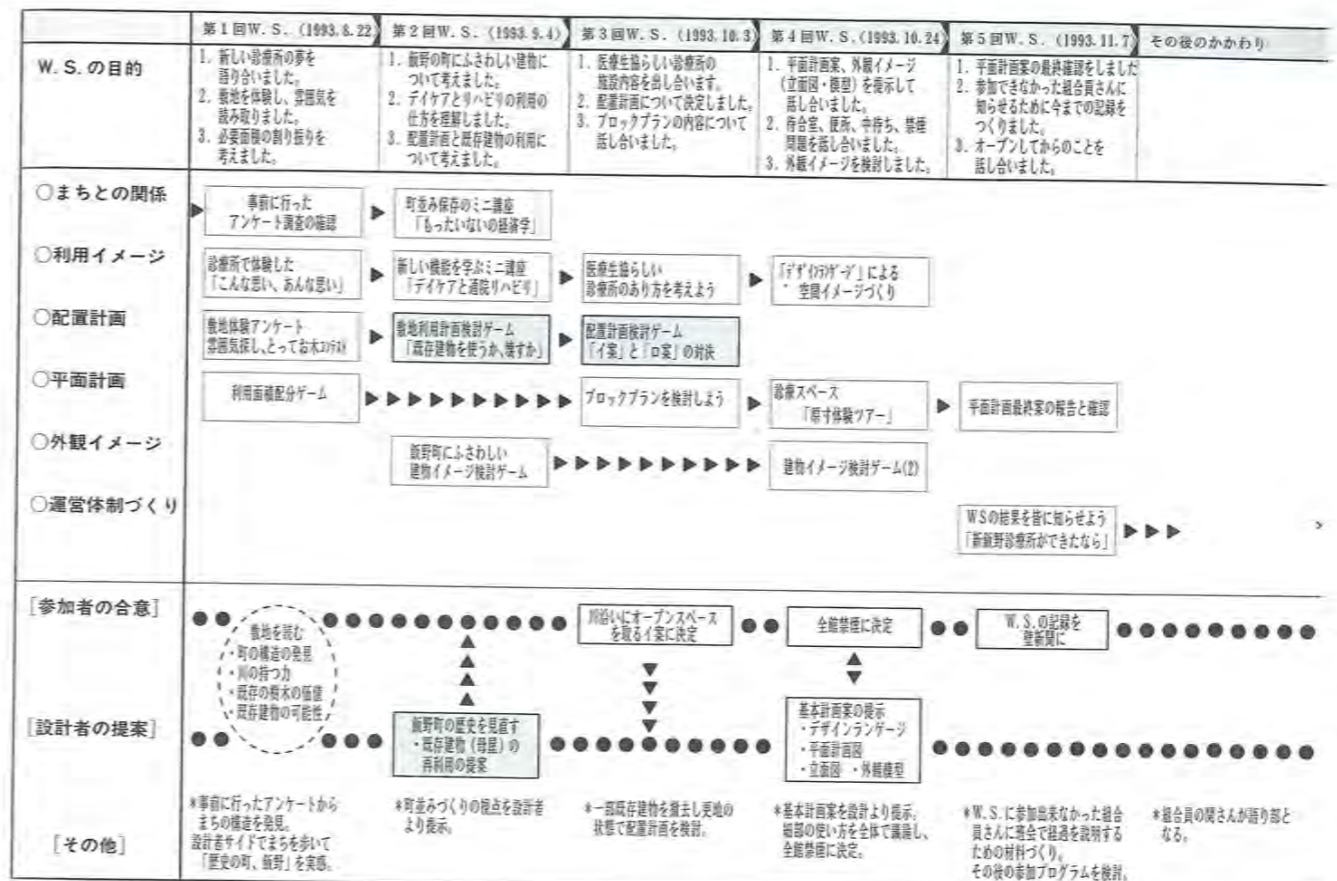 第1回W.S. (1993.8.22)
第2回W.S. (1993.9.4)
第3回W.S. (1993.10.3)
第4回W.S. (1993.10.24)
第5回W.S. (1993.11.7)
その後のかかわり
W.S.の目的
1. 新しい診療所の夢を
語り合いました。
2. 敷地を体験し、雰囲気を
読み取りました。
3. 必要面積の割り振りを
考えました。
1. 飯野の町にふさわしい建物に
ついて考えました。
2. デイケアとリハビリの利用の
仕方を理解しました。
3. 配置計画と既存建物の利用に
ついて考えました。
1. 医療生協らしい診療所の
施設内容を出し合います。
2. 配置計画について決定しました。
3. ブロックプランの内容について
話し合いました。
1. 平面計画案、外観イメージ
(立面図・模型)を提示して
話し合いました。
2. 待合室、便所、中待ち、禁煙
問題を話し合いました。
3. 外観イメージを検討しました。
1. 平面計画案の最終確認をしました
2. 参加できなかった組合員さんに
知らせるために今までの記録を
つくりました。
3. オープンしてからのことを
話し合いました。
○まちとの関係
事前に行った
アンケート調査の確認
町並み保存のミニ講座
「もったいないの経済学」
○利用イメージ
診療所で体験した
「こんな思い、あんな思い」
新しい機能を学ぶミニ講座
「デイケアと通院リハビリ」
医療生協らしい
診療所のあり方を考えよう
「デザインランゲージ」による
空間イメージづくり
○配置計画
敷地体験アンケート
雰囲気探し、とってお木コンテスト
敷地利用計画検討ゲーム
「既存建物を使うか、壊すか」
配置計画検討ゲーム
「イ案」と「ロ案」の対決
○平面計画
利用面積配分ゲーム
ブロックプランを検討しよう
診療スペース
「原寸体験ツアー」
平面計画最終案の報告と確認
○外観イメージ
飯野町にふさわしい
建物イメージ検討ゲーム
建物イメージ検討ゲーム(2)
○運営体制づくり
WSの結果を皆に知らせよう
「新飯野診療所ができたなら」
[参加者の合意]
敷地を読む
・町の構造の発見
・川の持つ力
・既存の樹木の価値
・既存建物の可能性
川沿いにオープンスペース
を取るイ案に決定
全館禁煙に決定
W.S.の記録を
壁新聞に
[設計者の提案]
飯野町の歴史を見直す
・既存建物(母屋)の
再利用の提案
基本計画案の提示
・デザインランゲージ
・平面計画図
・立面図 ・外観模型
[その他]
*事前に行ったアンケートから
まちの構造を発見。
設計者サイドでまちを歩いて
「歴史の町、飯野」を実感。
*町並みづくりの視点を設計者
より提示。
*一部既存建物を撤去し更地の
状態で配置計画を検討。
*基本計画案を設計より提示。
細部の使い方を全体で議論し、
全館禁煙に決定。
*W.S.に参加出来なかった組合
員さんに班会で経過を説明する
ための材料づくり。
その後の参加プログラムを検討。
*組合員の関さんが語り部と
なる。